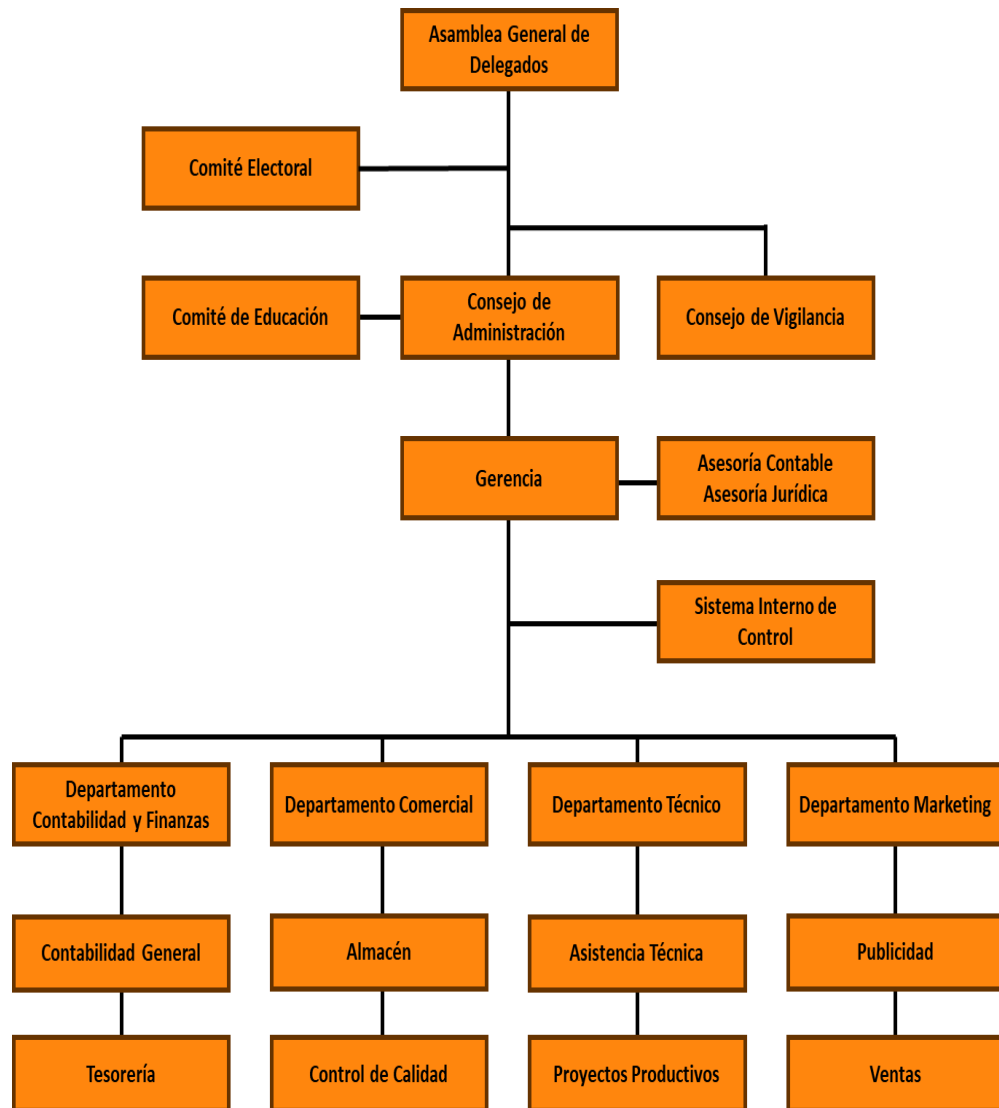 Asamblea General de
Delegados
Comité Electoral
Comité de Educación
Consejo de
Administración
Consejo de Vigilancia
Gerencia
Asesoría Contable
Asesoría Jurídica
Sistema Interno de
Control
Departamento
Contabilidad y Finanzas
Departamento Comercial
Departamento Técnico
Departamento Marketing
Contabilidad General
Almacén
Asistencia Técnica
Publicidad
Tesorería
Control de Calidad
Proyectos Productivos
Ventas